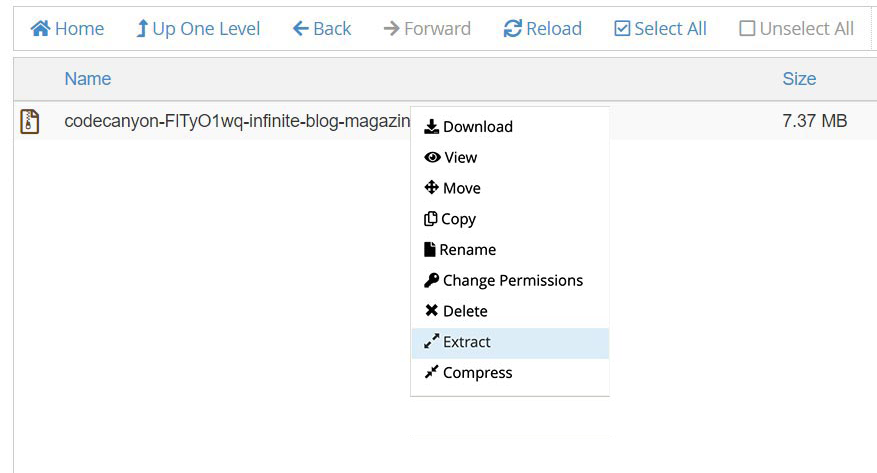 Home Up One Level Back Forward Reload Select All Unselect All
Name Size
codecanyon-FlTyO1wq-infinite-blog-magazin 7.37 MB
Download
View
Move
Copy
Rename
Change Permissions
Delete
Extract
Compress